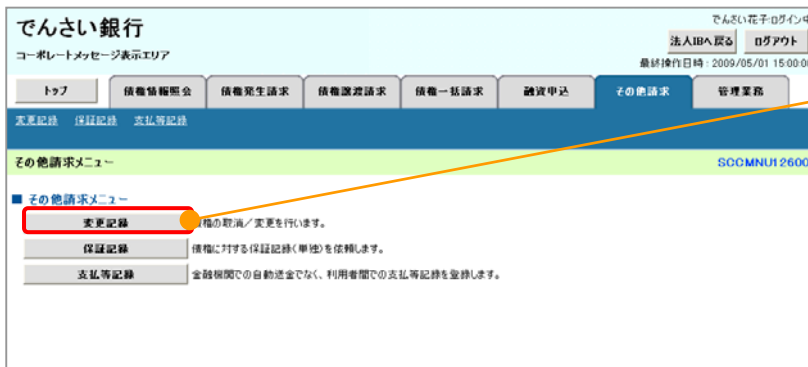 でんさい銀行
でんさい花子ログイン中
コーポレートメッセージ表示エリア
法人IBへ戻る ログアウト
最終操作日時:2009/05/01 15:00:00
トップ 債権情報照会 債権発生請求 債権譲渡請求 債権一括請求 融資申込 その他請求 管理業務
変更記録 保証記録 支払等記録
その他請求メニュー SCCMNU12600
■ その他請求メニュー
変更記録 債権の取消/変更を行います。
保証記録 債権に対する保証記録(単独)を依頼します。
支払等記録 金融機関での自動送金でなく、利用者間での支払等記録を登録します。